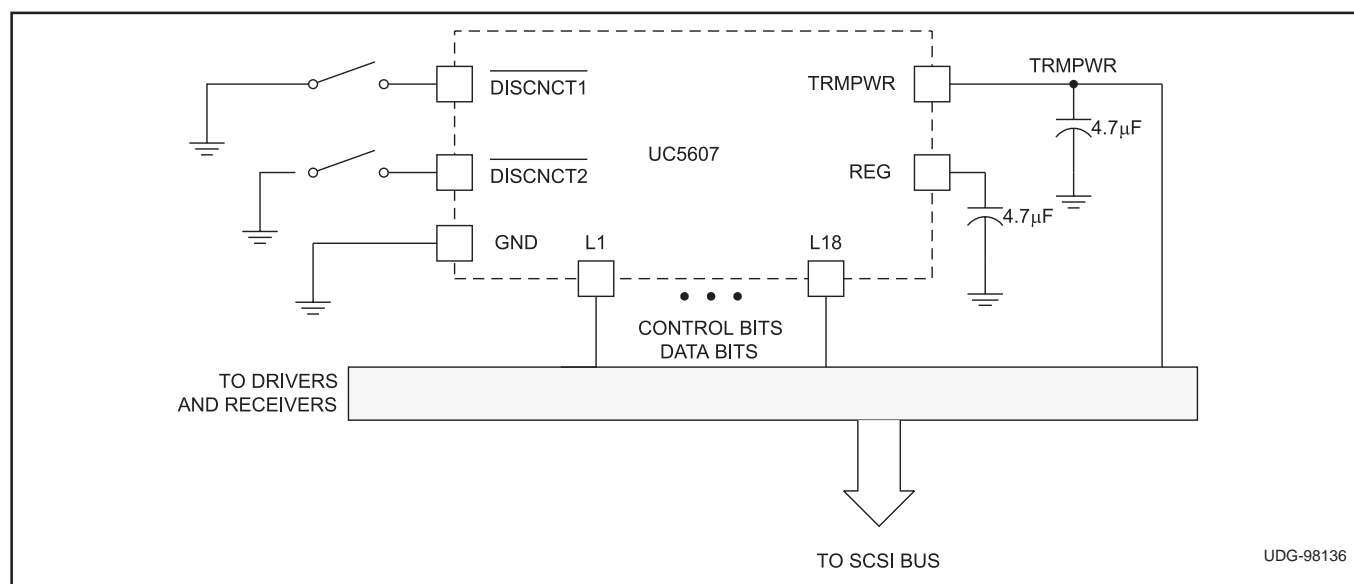 TRMPWR
DISCNCT1
TRMPWR
4.7µF
UC5607
DISCNCT2
REG
4.7µF
GND
L1
L18
• • •
CONTROL BITS
DATA BITS
TO DRIVERS
AND RECEIVERS
TO SCSI BUS
UDG-98136